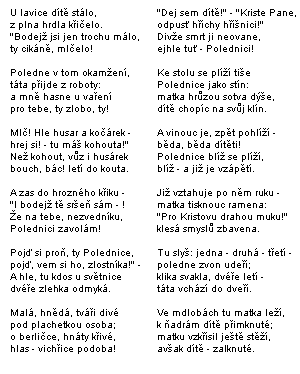 U lavice dítě stálo,
z plna hrdla křičelo.
"Bodejž jsi jen trochu málo,
ty cikáně, mlčelo!

Poledne v tom okamžení,
táta přijde z roboty:
a mně hasne u vaření
pro tebe, ty zlobo, ty!

Mlč! Hle husar a kočárek -
hrej si! - tu máš kohouta!"
Než kohout, vůz i husárek
bouch, bác! letí do kouta.

A zas do hrozného křiku -
"I bodejž tě sršeň sám - !
Že na tebe, nezvedníku,
Polednici zavolám!

Pojď si proň, ty Polednice,
pojď, vem si ho, zlostníka!" -
A hle, tu kdos u světnice
dvéře zlehka odmyká.

Malá, hnědá, tváři divé
pod plachetkou osoba;
o berličce, hnáty křivé,
hlas - vichřice podoba!

"Dej sem dítě!" - "Kriste Pane,
odpusť hříchy hříšnici!"
Divže smrt ji neovane,
ejhle tuť - Polednici!

Ke stolu se plíží tiše
Polednice jako stín:
matka hrůzou sotva dýše,
dítě chopíc na svůj klín.

A vinouc je, zpět pohlíží -
běda, běda dítěti!
Polednice blíž se plíží,
blíž - a již je vzápětí.

Již vztahuje po něm ruku -
matka tisknouc ramena:
"Pro Kristovu drahou muku!"
klesá smyslů zbavena.

Tu slyš: jedna - druhá - třetí -
poledne zvon udeří;
klika svakla, dvéře letí -
táta vchází do dveří.

Ve mdlobách tu matka leží,
k ňadrám dítě přimknuté;
matku vzkřísil ještě stěží,
avšak dítě - zalknuté.